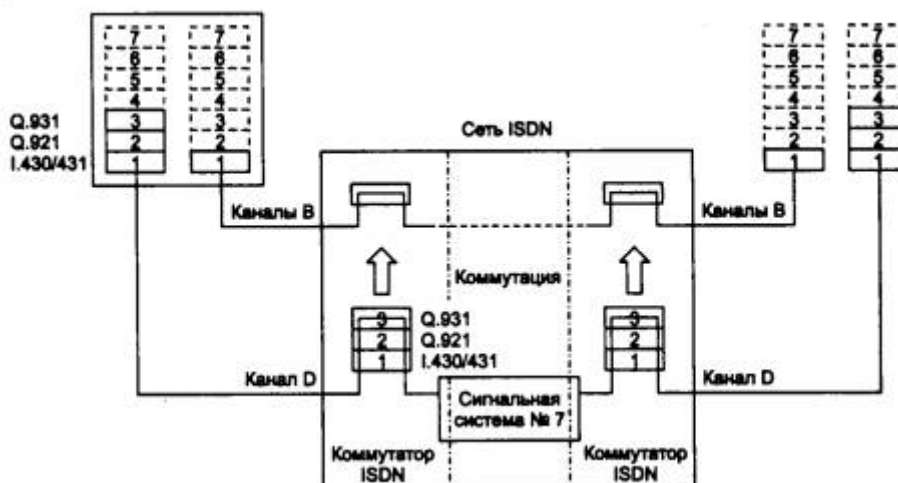 7 7
6 6
5 5
4 4
Q.931 3 3
Q.921 2 2
I.430/431 1 1
7 7
6 6
5 5
4 4
3 3
2 2
1 1
Сеть ISDN
Каналы B
Каналы B
Коммутация
3 Q.931
2 Q.921
1 I.430/431
3
2
1
Канал D
Канал D
Сигнальная
система № 7
Коммутатор
ISDN
Коммутатор
ISDN